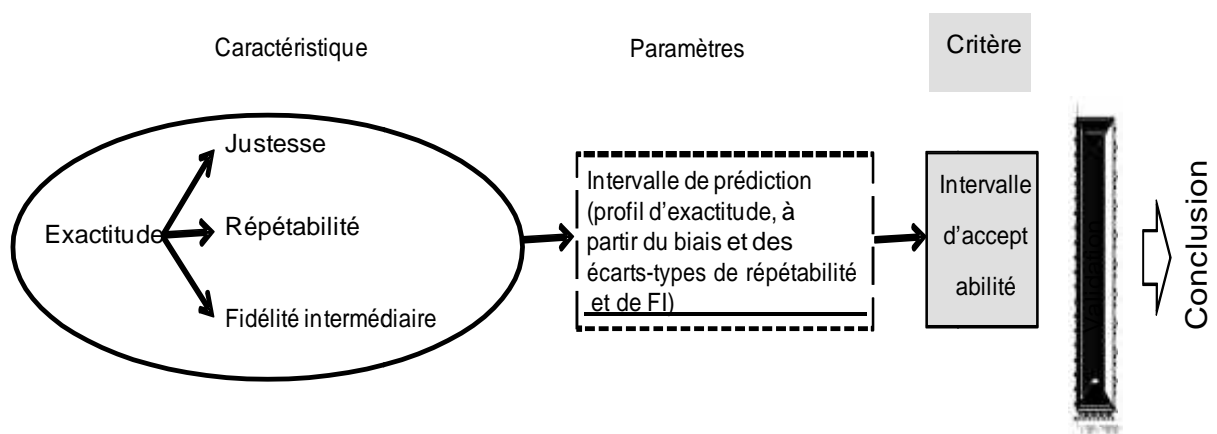 Caractéristique
Paramètres
Critère
Justesse
Exactitude
Répétabilité
Fidélité intermédiaire
Intervalle de prédiction
(profil d’exactitude, à
partir du biais et des
écarts-types de répétabilité
et de FI)
Intervalle
d’accept
abilité
Conclusion